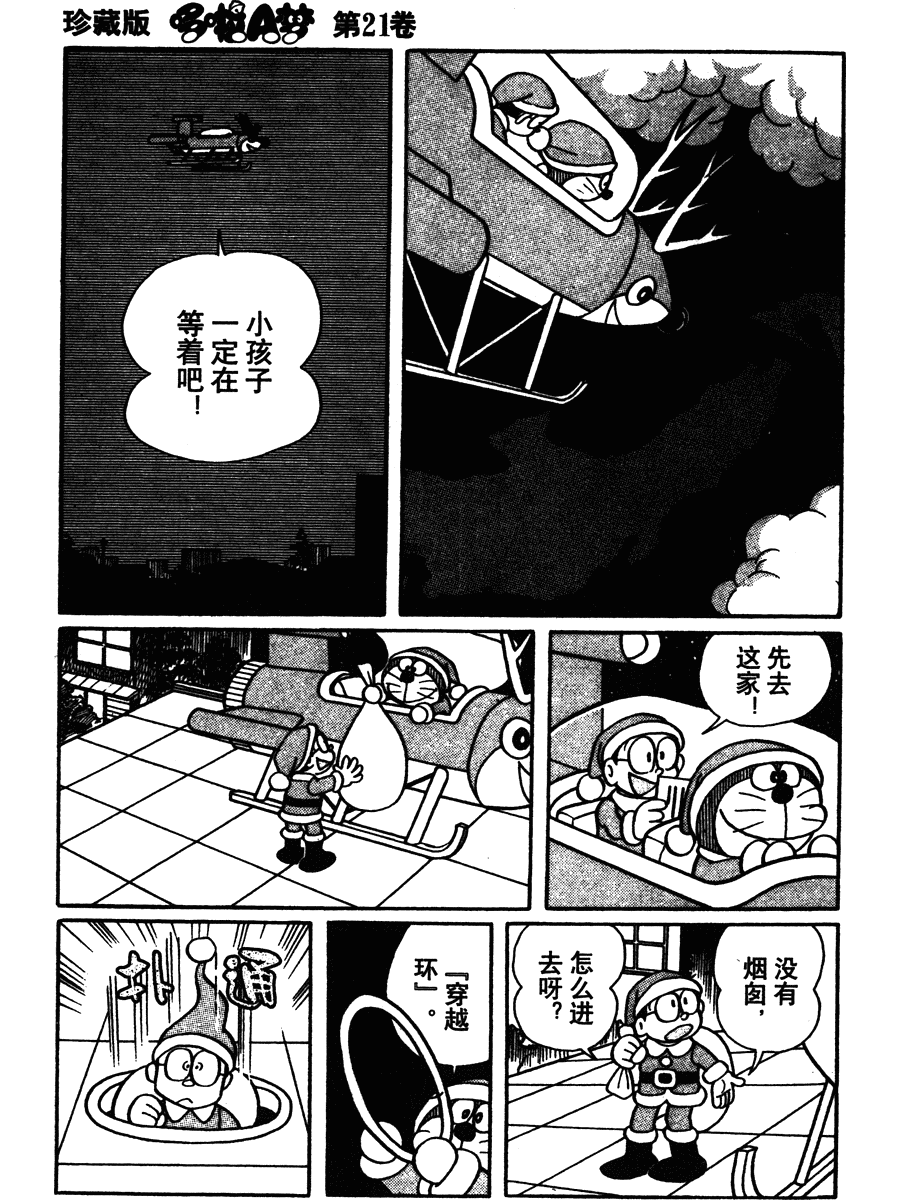 珍藏版 哆啦A梦 第21卷
小孩子
一定在
等着吧！
先去
这家！
没有
烟囱，
怎么进
去呀？
『穿越
环』。
扑通